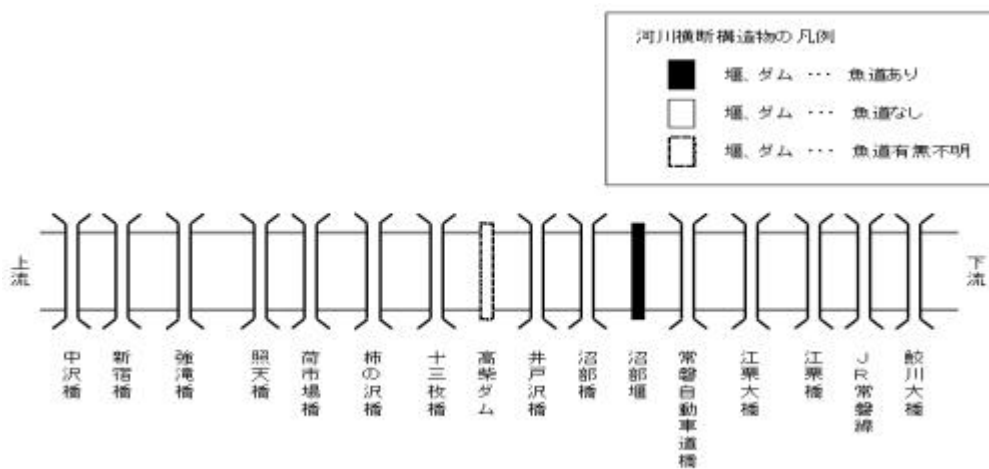 河川横断構造物の凡例
堰、ダム ･･･ 魚道あり
堰、ダム ･･･ 魚道なし
堰、ダム ･･･ 魚道有無不明
上流
下流
中沢橋
新宿橋
強滝橋
照天橋
荷市場橋
柿の沢橋
十三枚橋
高柴ダム
井戸沢橋
沼部橋
沼部堰
常磐自動車道橋
江栗大橋
江栗橋
JR常磐線
鮫川大橋